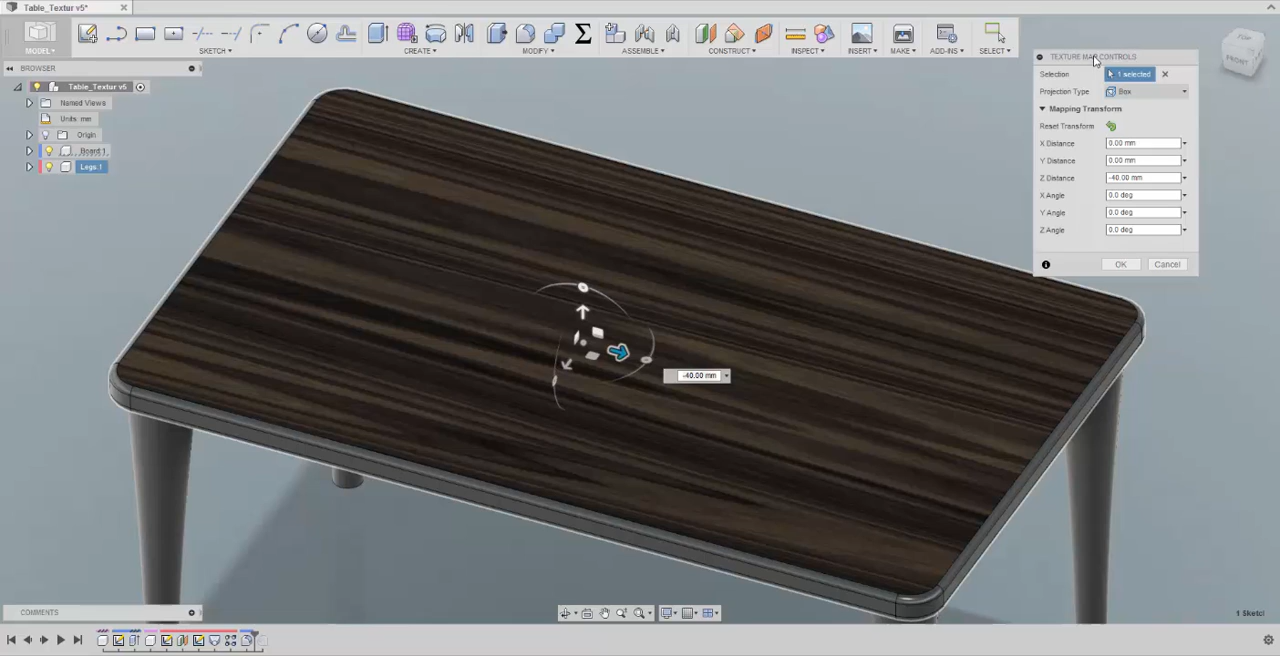 Table_Textur v5*
MODEL▾
SKETCH▾
CREATE▾
MODIFY▾
ASSEMBLE▾
CONSTRUCT▾
INSPECT▾
INSERT▾
MAKE▾
ADD-INS▾
SELECT▾
BROWSER
Table_Textur v5
Named Views
Units: mm
Origin
Board:1
Legs:1
TOP
FRONT
TEXTURE MAP CONTROLS
Selection 1 selected
Projection Type Box
Mapping Transform
Reset Transform
X Distance 0.00 mm
Y Distance 0.00 mm
Z Distance -40.00 mm
X Angle 0.0 deg
Y Angle 0.0 deg
Z Angle 0.0 deg
OK Cancel
-40.00 mm
COMMENTS